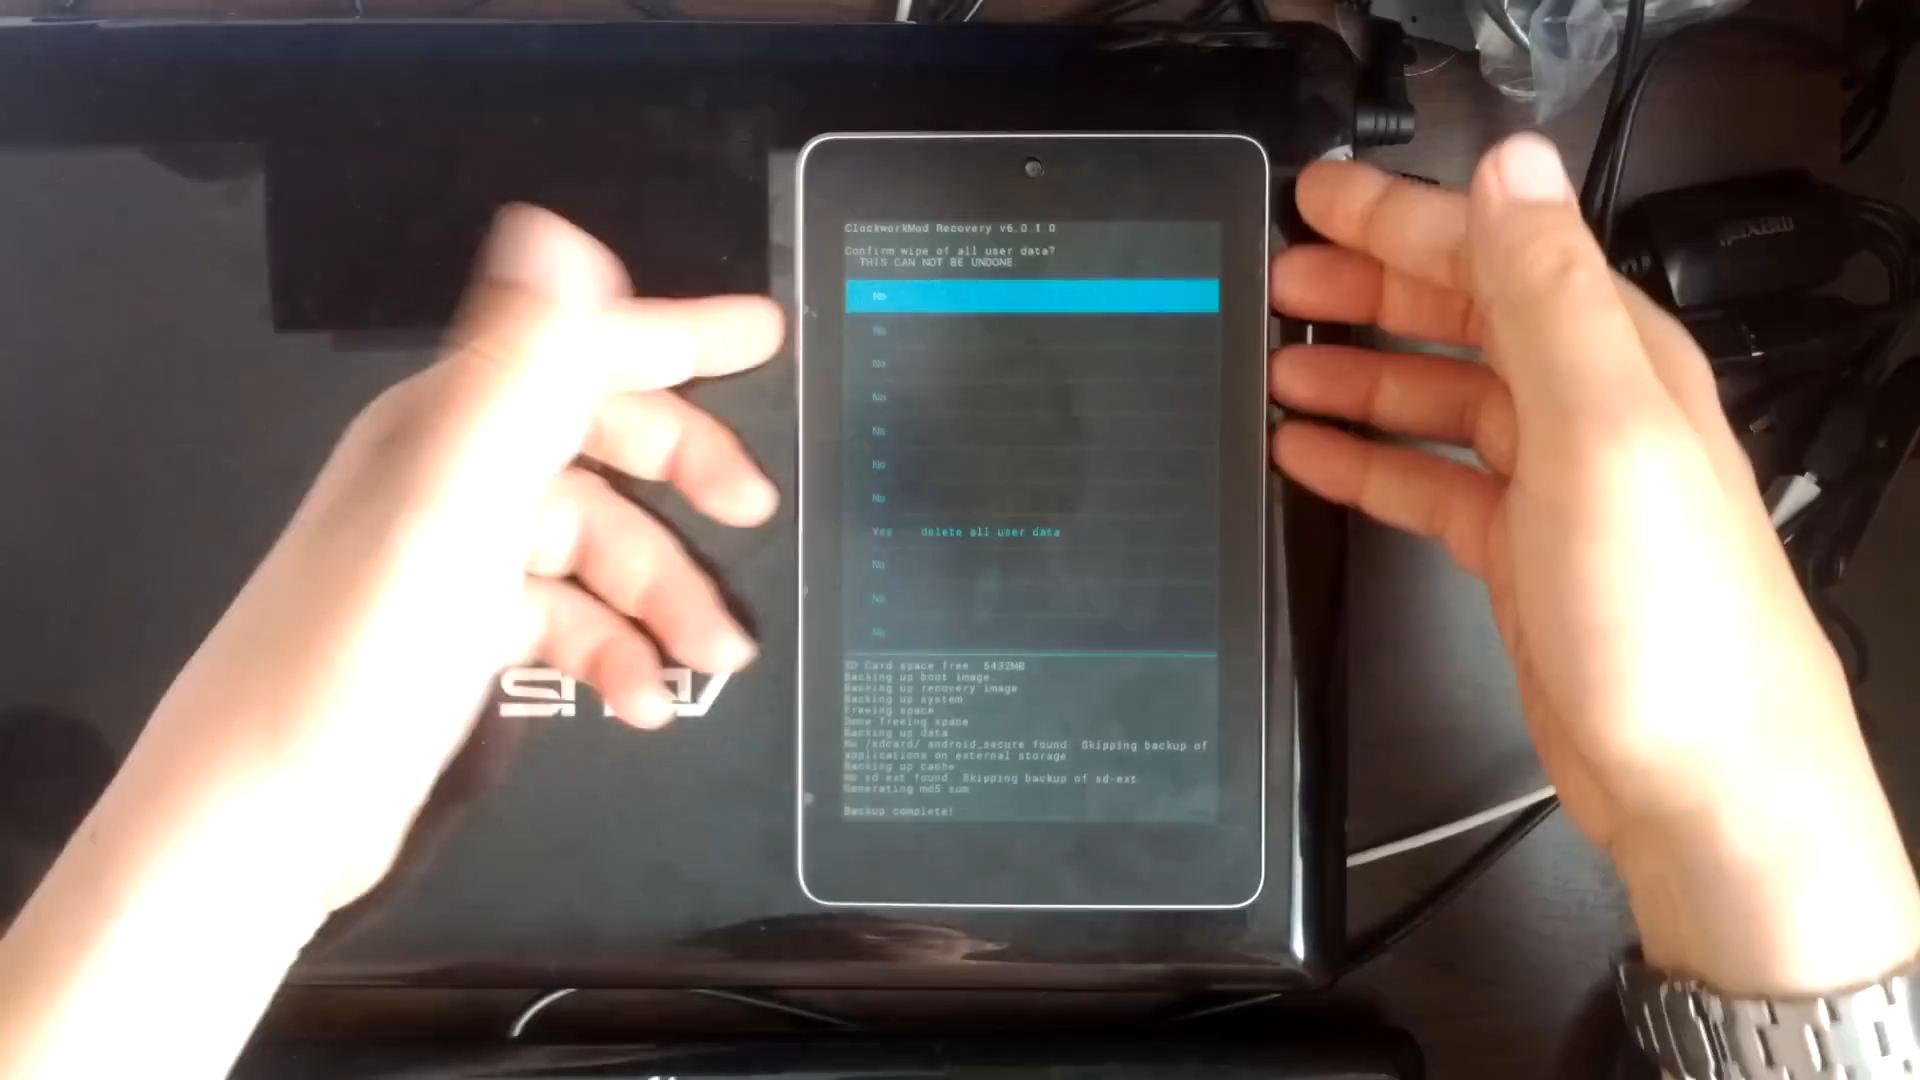 ClockworkMod Recovery v6.0.1.0
Confirm wipe of all user data?
THIS CAN NOT BE UNDONE.
No
No
No
No
No
No
No
Yes delete all user data
No
No
No
SD Card space free 5432MB
Backing up boot image
Backing up recovery image
Backing up system
Freeing space
Done freeing space
Backing up data
No /sdcard/ android_secure found. Skipping backup of
applications on external storage
Backing up cache
No sd-ext found. Skipping backup of sd-ext.
Generating md5 sum
Backup complete!
maxell